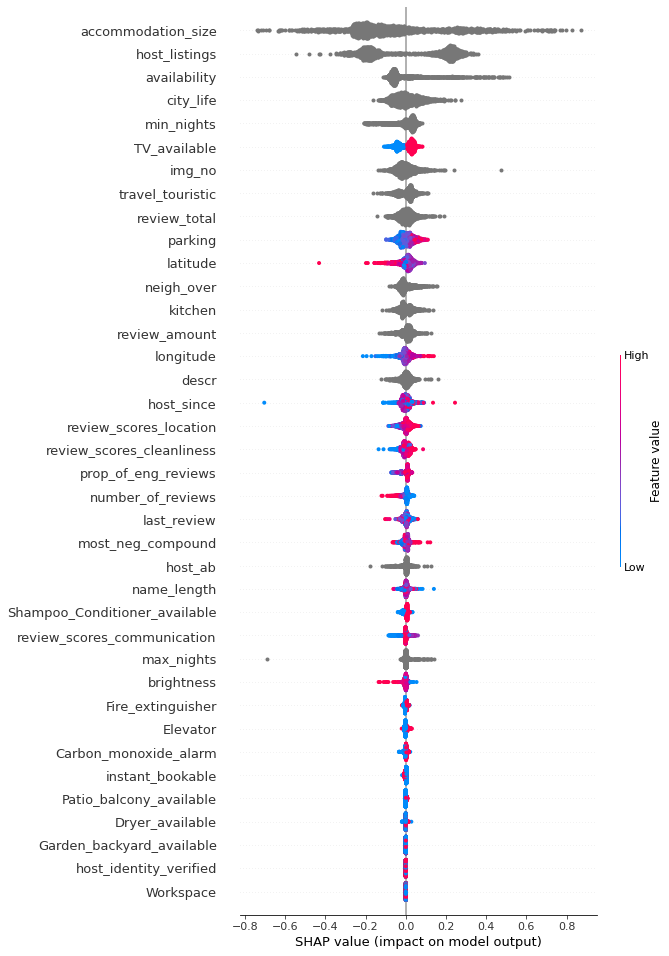 accommodation_size
host_listings
availability
city_life
min_nights
TV_available
img_no
travel_touristic
review_total
parking
latitude
neigh_over
kitchen
review_amount
longitude
descr
host_since
review_scores_location
review_scores_cleanliness
prop_of_eng_reviews
number_of_reviews
last_review
most_neg_compound
host_ab
name_length
Shampoo_Conditioner_available
review_scores_communication
max_nights
brightness
Fire_extinguisher
Elevator
Carbon_monoxide_alarm
instant_bookable
Patio_balcony_available
Dryer_available
Garden_backyard_available
host_identity_verified
Workspace
−0.8 −0.6 −0.4 −0.2 0.0 0.2 0.4 0.6 0.8
SHAP value (impact on model output)
High
Feature value
Low